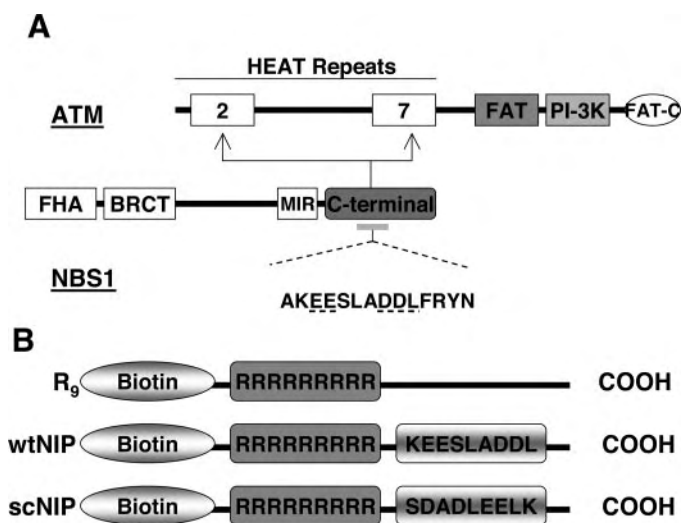 A
HEAT Repeats
ATM 2 7 FAT PI-3K FAT-C
FHA BRCT MIR C-terminal
NBS1
AKEESLADDLFRYN
B
R9 Biotin RRRRRRRRR COOH
wtNIP Biotin RRRRRRRRR KEESLADDL COOH
scNIP Biotin RRRRRRRRR SDADLEELK COOH